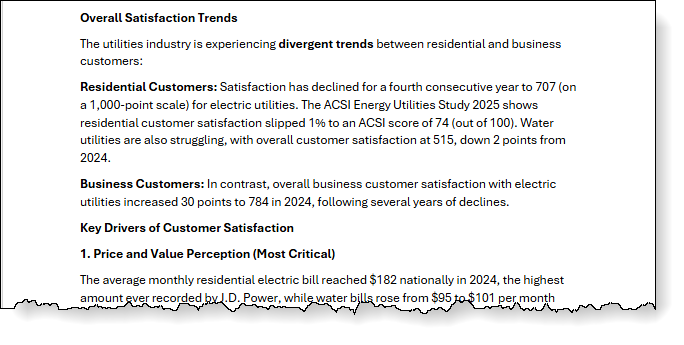 Overall Satisfaction Trends
The utilities industry is experiencing divergent trends between residential and business
customers:
Residential Customers: Satisfaction has declined for a fourth consecutive year to 707 (on
a 1,000-point scale) for electric utilities. The ACSI Energy Utilities Study 2025 shows
residential customer satisfaction slipped 1% to an ACSI score of 74 (out of 100). Water
utilities are also struggling, with overall customer satisfaction at 515, down 2 points from
2024.
Business Customers: In contrast, overall business customer satisfaction with electric
utilities increased 30 points to 784 in 2024, following several years of declines.
Key Drivers of Customer Satisfaction
1. Price and Value Perception (Most Critical)
The average monthly residential electric bill reached $182 nationally in 2024, the highest
amount ever recorded by J.D. Power, while water bills rose from $95 to $101 per month